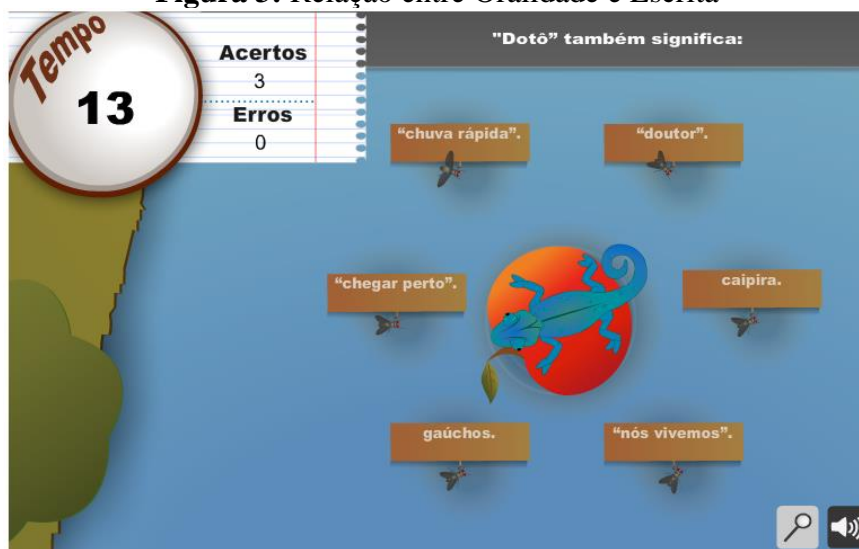 Figura 3: Relação entre Oralidade e Escrita
Tempo
13
Acertos
3
Erros
0
"Dotô” também significa:
“chuva rápida”.
“doutor”.
“chegar perto”.
caipira.
gaúchos.
“nós vivemos”.